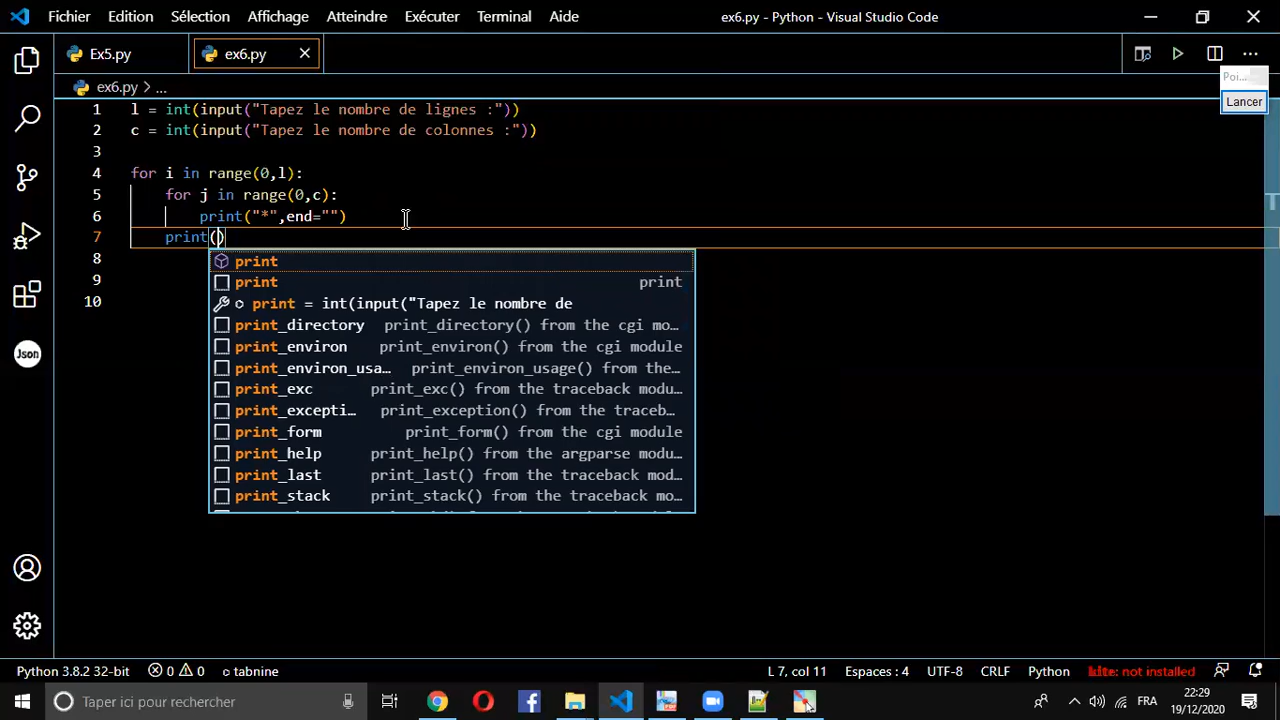 Fichier Edition Sélection Affichage Atteindre Exécuter Terminal Aide ex6.py - Python - Visual Studio Code
Ex5.py ex6.py
Poi...
ex6.py > ...
Lancer
1 l = int(input("Tapez le nombre de lignes :"))
2 c = int(input("Tapez le nombre de colonnes :"))
3
4 for i in range(0,l):
5 for j in range(0,c):
6 print("*",end="")
7 print()
8 print
9 print print
10 print = int(input("Tapez le nombre de
print_directory print_directory() from the cgi mo…
print_environ print_environ() from the cgi module
print_environ_usa… print_environ_usage() from the…
Json
print_exc print_exc() from the traceback modu…
print_excepti… print_exception() from the traceb…
print_form print_form() from the cgi module
print_help print_help() from the argparse modu…
print_last print_last() from the traceback mod…
print_stack print_stack() from the traceback mo…
Python 3.8.2 32-bit 0 0 tabnine L 7, col 11 Espaces : 4 UTF-8 CRLF Python kite: not installed
Taper ici pour rechercher FRA 22:29
19/12/2020